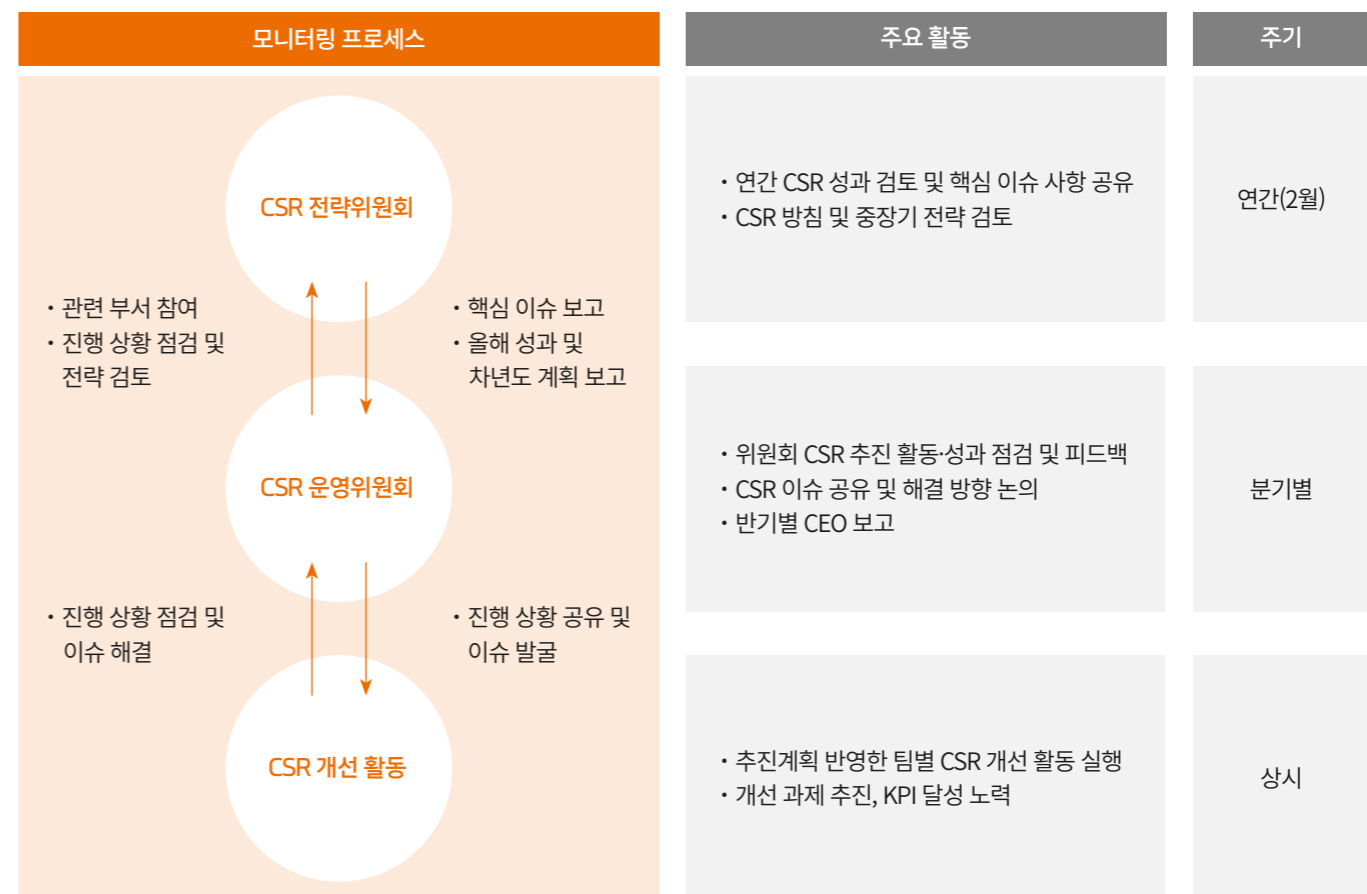 모니터링 프로세스
주요 활동
주기
CSR 전략위원회
・관련 부서 참여
・진행 상황 점검 및
전략 검토
・핵심 이슈 보고
・올해 성과 및
차년도 계획 보고
・연간 CSR 성과 검토 및 핵심 이슈 사항 공유
・CSR 방침 및 중장기 전략 검토
연간(2월)
CSR 운영위원회
・진행 상황 점검 및
이슈 해결
・진행 상황 공유 및
이슈 발굴
・위원회 CSR 추진 활동·성과 점검 및 피드백
・CSR 이슈 공유 및 해결 방향 논의
・반기별 CEO 보고
분기별
CSR 개선 활동
・추진계획 반영한 팀별 CSR 개선 활동 실행
・개선 과제 추진, KPI 달성 노력
상시